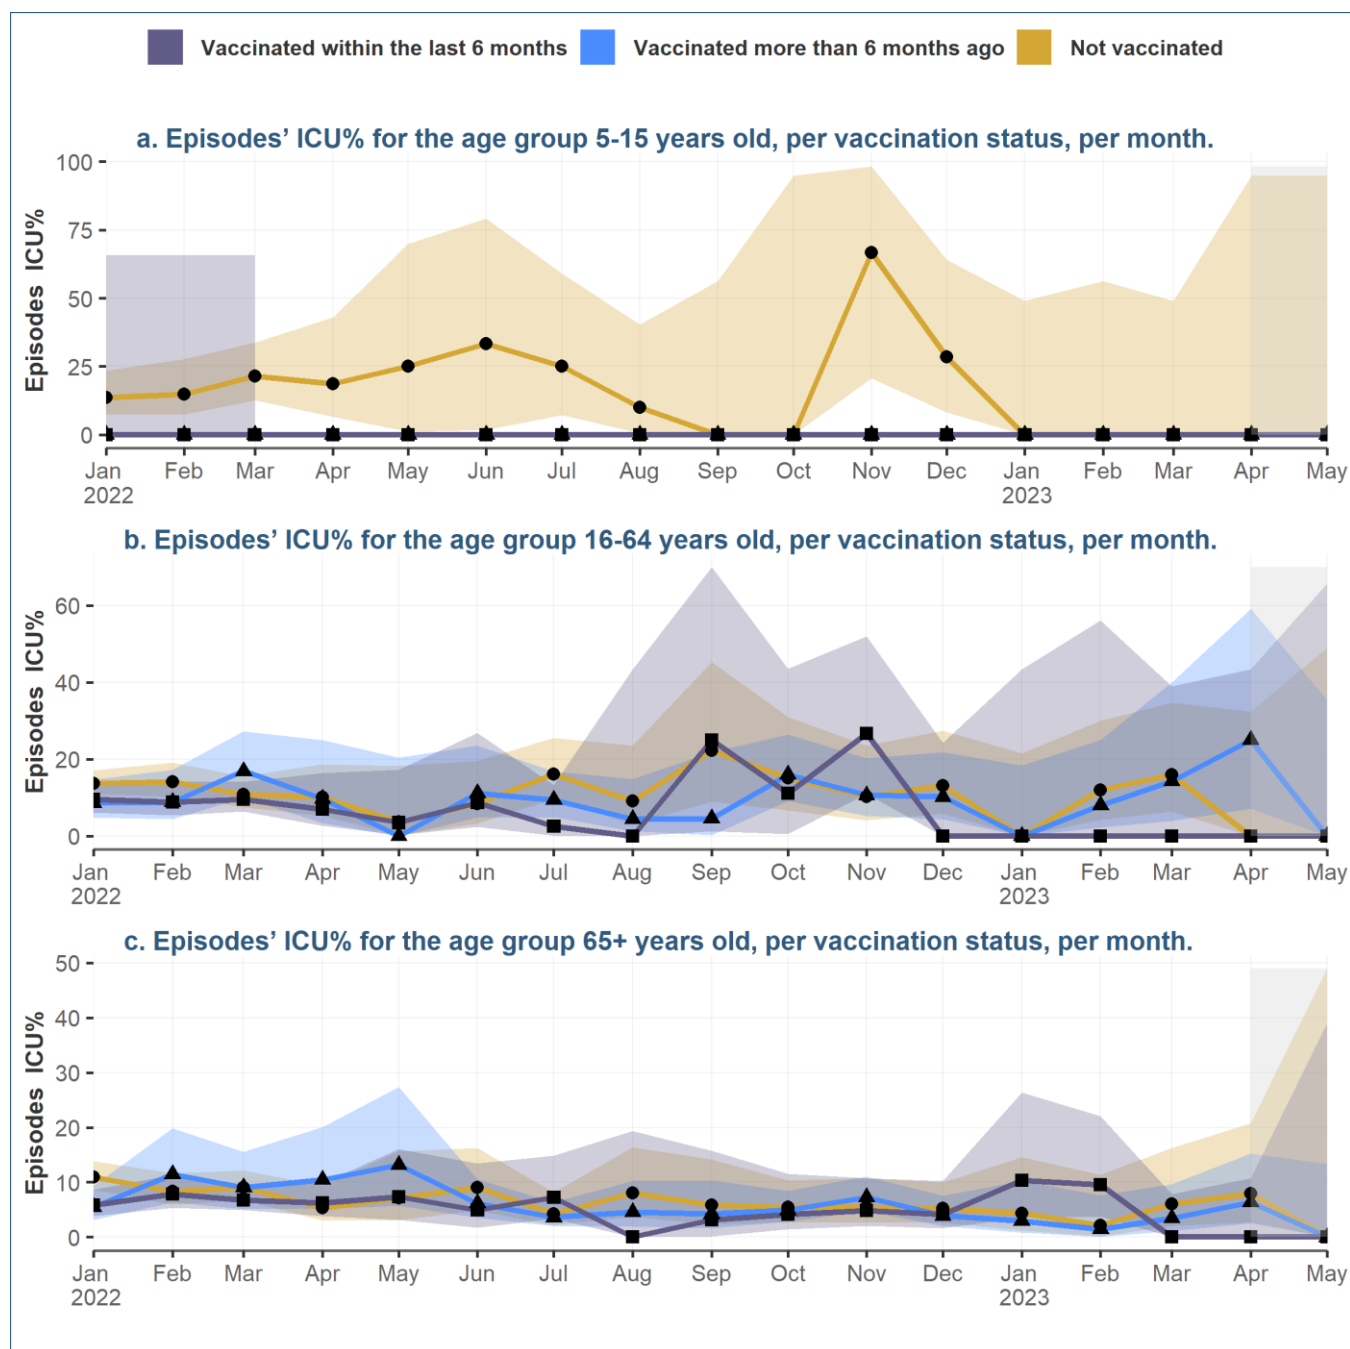 Vaccinated within the last 6 months Vaccinated more than 6 months ago Not vaccinated
a. Episodes’ ICU% for the age group 5-15 years old, per vaccination status, per month.
Episodes ICU%
100
75
50
25
0
Jan Feb Mar Apr May Jun Jul Aug Sep Oct Nov Dec Jan Feb Mar Apr May
2022 2023
b. Episodes’ ICU% for the age group 16-64 years old, per vaccination status, per month.
Episodes ICU%
60
40
20
0
Jan Feb Mar Apr May Jun Jul Aug Sep Oct Nov Dec Jan Feb Mar Apr May
2022 2023
c. Episodes’ ICU% for the age group 65+ years old, per vaccination status, per month.
Episodes ICU%
50
40
30
20
10
0
Jan Feb Mar Apr May Jun Jul Aug Sep Oct Nov Dec Jan Feb Mar Apr May
2022 2023